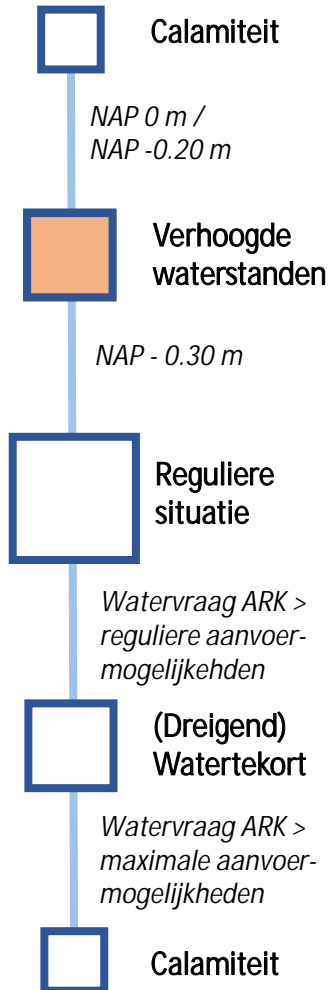 Calamiteit
NAP 0 m /
NAP -0.20 m
Verhoogde
waterstanden
NAP - 0.30 m
Reguliere
situatie
Watervraag ARK >
reguliere aanvoer-
mogelijkehden
(Dreigend)
Watertekort
Watervraag ARK >
maximale aanvoer-
mogelijkheden
Calamiteit